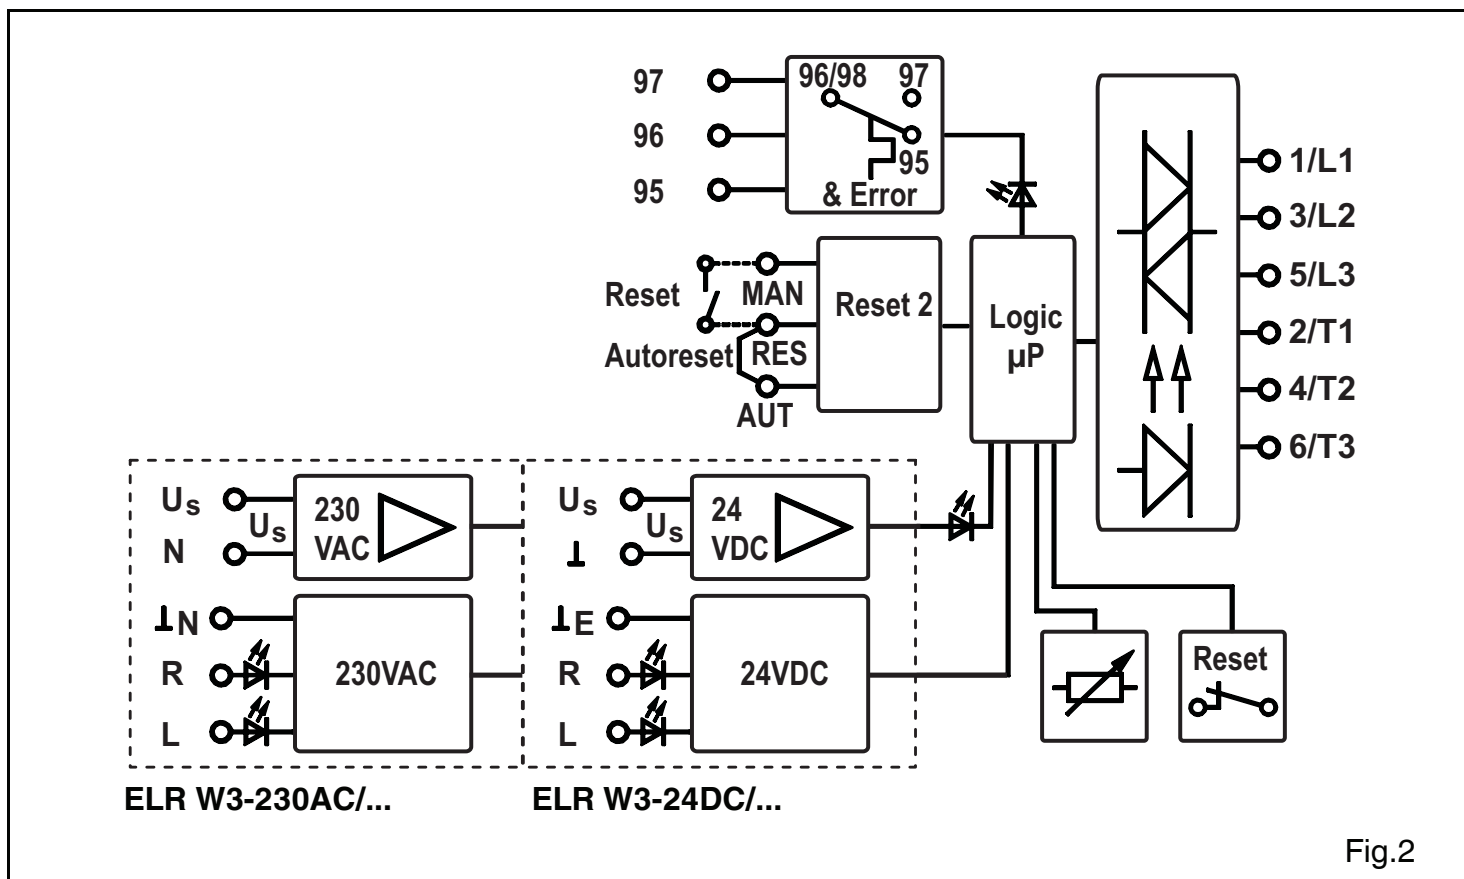 97
96
95
96/98 97
95
& Error
Reset
MAN
Autoreset
RES
AUT
Reset 2
Logic
µP
1/L1
3/L2
5/L3
2/T1
4/T2
6/T3
Us
Us
N
230
VAC
⊥N
R
L
230VAC
Us
Us
⊥
24
VDC
⊥E
R
L
24VDC
Reset
ELR W3-230AC/...
ELR W3-24DC/...
Fig.2